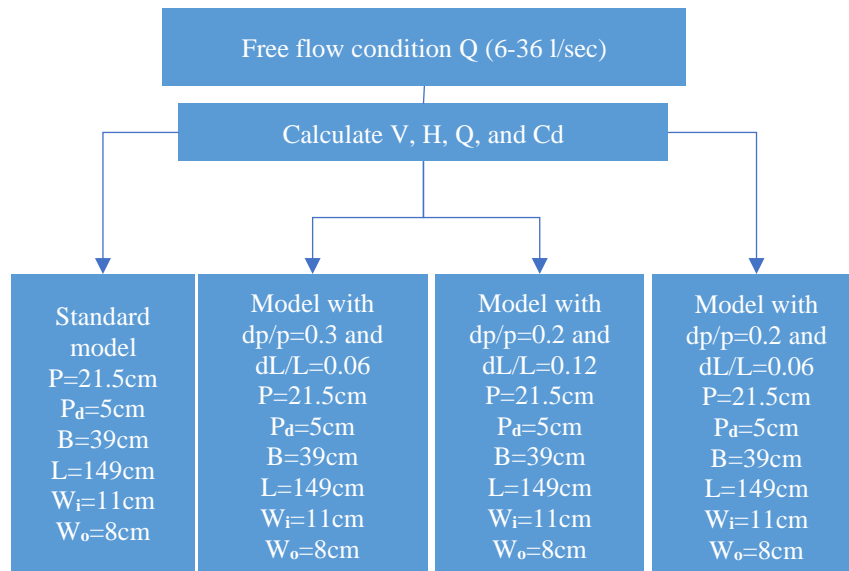 Free flow condition Q (6-36 l/sec)
Calculate V, H, Q, and Cd
Standard
model
P=21.5cm
Pd=5cm
B=39cm
L=149cm
Wi=11cm
Wo=8cm
Model with
dp/p=0.3 and
dL/L=0.06
P=21.5cm
Pd=5cm
B=39cm
L=149cm
Wi=11cm
Wo=8cm
Model with
dp/p=0.2 and
dL/L=0.12
P=21.5cm
Pd=5cm
B=39cm
L=149cm
Wi=11cm
Wo=8cm
Model with
dp/p=0.2 and
dL/L=0.06
P=21.5cm
Pd=5cm
B=39cm
L=149cm
Wi=11cm
Wo=8cm